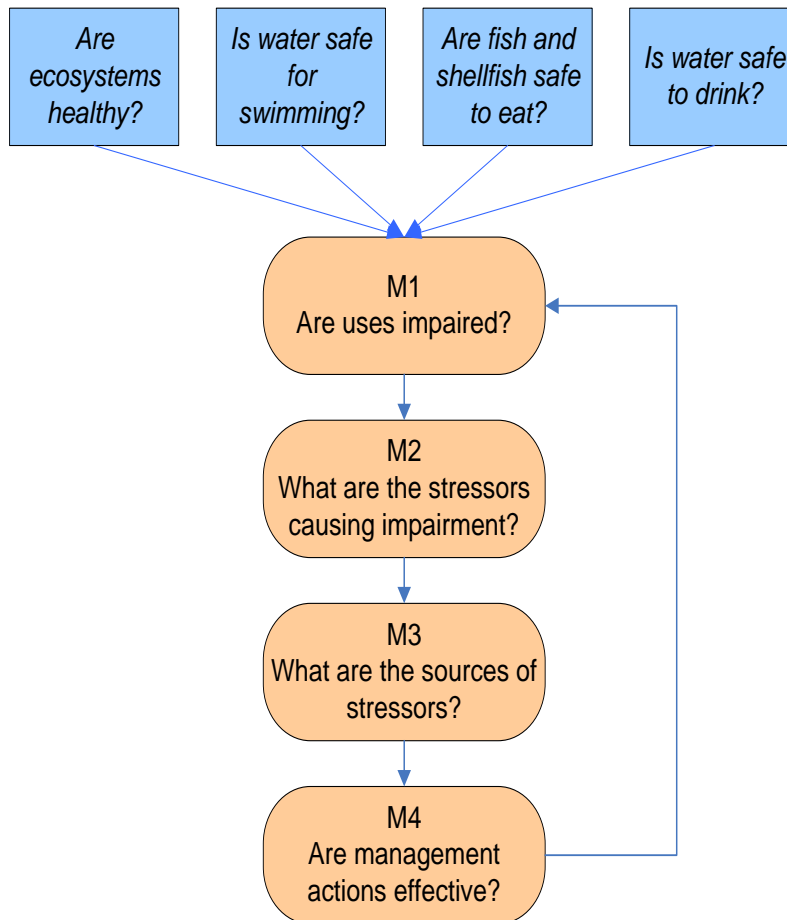 Are
ecosystems
healthy?
Is water safe
for
swimming?
Are fish and
shellfish safe
to eat?
Is water safe
to drink?
M1
Are uses impaired?
M2
What are the stressors
causing impairment?
M3
What are the sources of
stressors?
M4
Are management
actions effective?